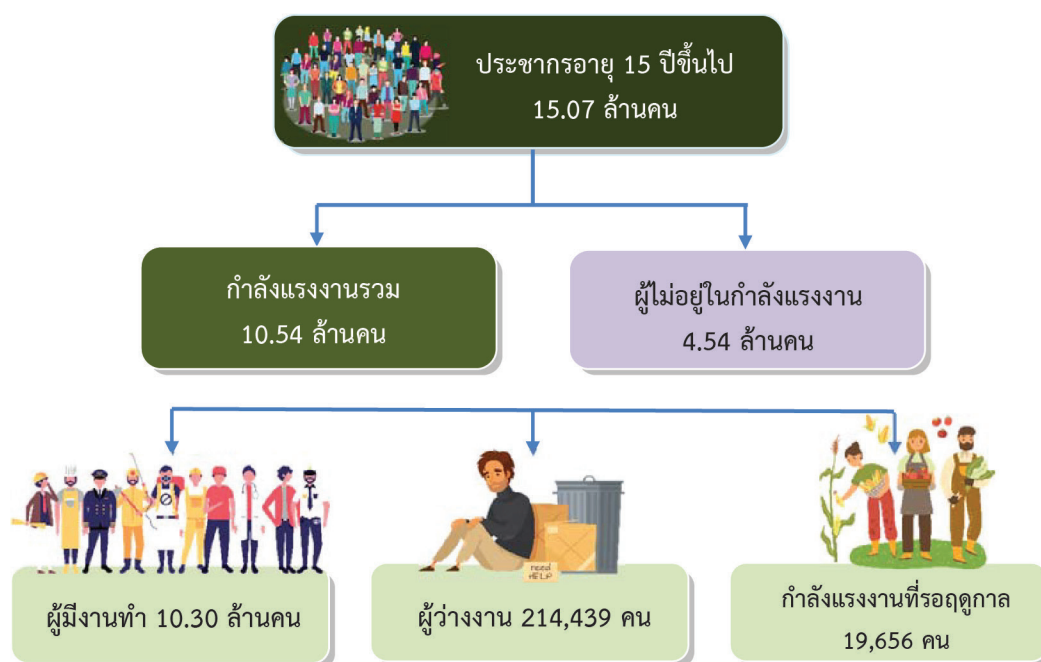 ประชากรอายุ 15 ปีขึ้นไป
15.07 ล้านคน
กำลังแรงงานรวม
10.54 ล้านคน
ผู้ไม่อยู่ในกำลังแรงงาน
4.54 ล้านคน
need
HELP
ผู้มีงานทำ 10.30 ล้านคน
ผู้ว่างงาน 214,439 คน
กำลังแรงงานที่รอฤดูกาล
19,656 คน